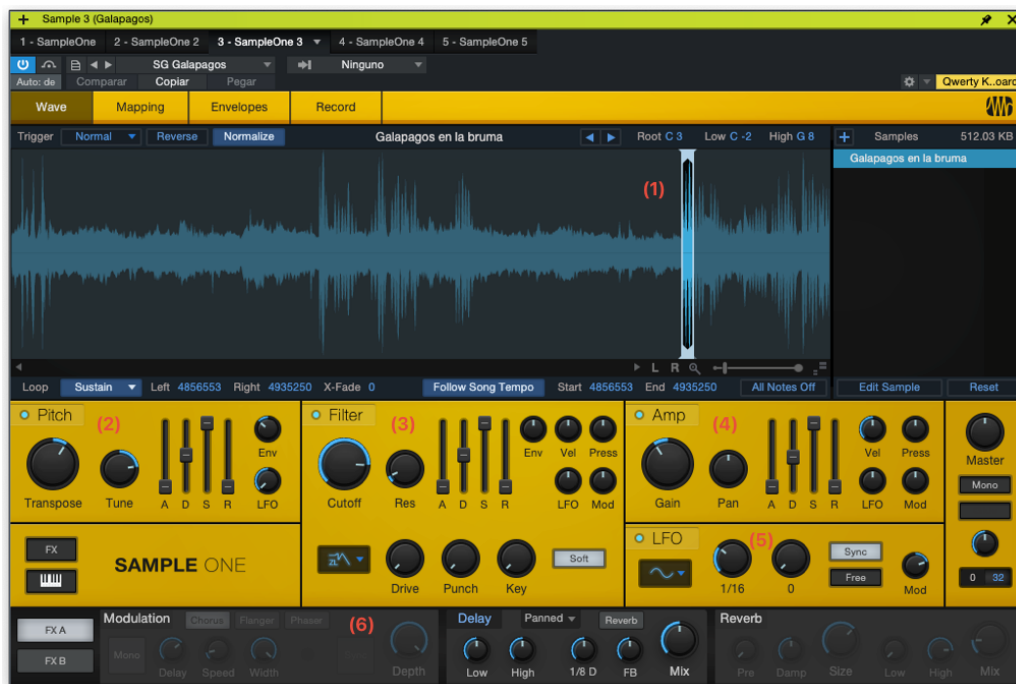 Sample 3 (Galapagos)
1 - SampleOne 2 - SampleOne 2 3 - SampleOne 3 4 - SampleOne 4 5 - SampleOne 5
SG Galapagos Ninguno
Auto: de Comparar Copiar Pegar Qwerty K..oard
Wave Mapping Envelopes Record
Trigger Normal Reverse Normalize Galapagos en la bruma Root C 3 Low C -2 High G 8 Samples 512.03 KB
Galapagos en la bruma
(1)
L R
Loop Sustain Left 4856553 Right 4935250 X-Fade 0 Follow Song Tempo Start 4856553 End 4935250 All Notes Off Edit Sample Reset
Pitch (2) Filter (3) Amp (4)
Env Env Vel Press Vel Press Master
Transpose Tune A D S R LFO Cutoff Res A D S R LFO Mod Gain Pan A D S R LFO Mod Mono
LFO (5)
FX SAMPLE ONE Soft Sync
Free
Drive Punch Key 1/16 0 Mod 0 32
FX A Modulation Chorus Flanger Phaser (6) Delay Panned Reverb Reverb
FX B Mono Delay Speed Width Depth Low High 1/8 D FB Mix Pre Damp Size Low High Mix